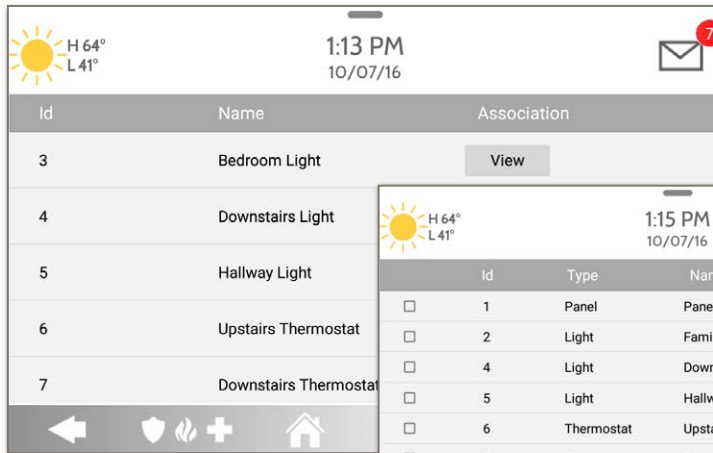 H 64°
L 41°
1:13 PM
10/07/16
7
Id Name Association
3 Bedroom Light View
4 Downstairs Light
5 Hallway Light
6 Upstairs Thermostat
7 Downstairs Thermostat
H 64°
L 41°
1:15 PM
10/07/16
Id Type
1 Panel
2 Light
4 Light
5 Light
6 Thermostat